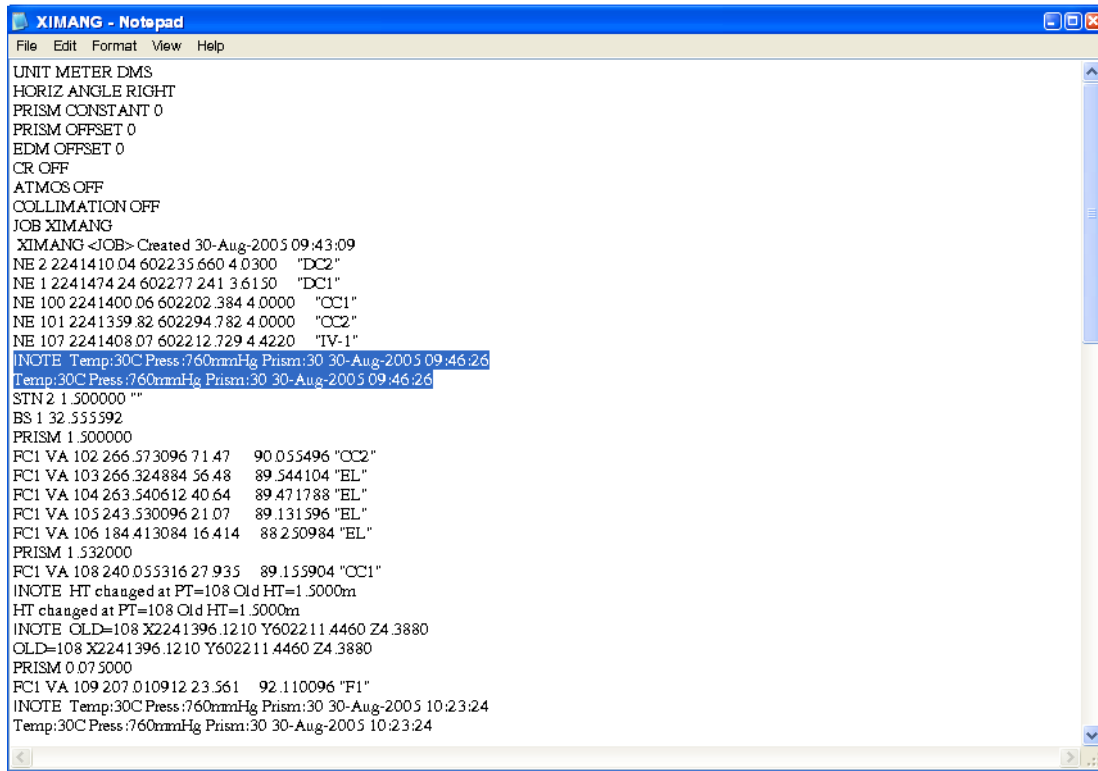 XIMANG - Notepad
File Edit Format View Help
UNIT METER DMS
HORIZ ANGLE RIGHT
PRISM CONSTANT 0
PRISM OFFSET 0
EDM OFFSET 0
CR OFF
ATMOS OFF
COLLIMATION OFF
JOB XIMANG
XIMANG <JOB> Created 30-Aug-2005 09:43:09
NE 2 2241410.04 602235.660 4.0300 "DC2"
NE 1 2241474.24 602277.241 3.6150 "DC1"
NE 100 2241400.06 602202.384 4.0000 "CC1"
NE 101 2241359.82 602294.782 4.0000 "CC2"
NE 107 2241408.07 602212.729 4.4220 "IV-1"
!NOTE Temp:30C Press:760mmHg Prism:30 30-Aug-2005 09:46:26
Temp:30C Press:760mmHg Prism:30 30-Aug-2005 09:46:26
STN 2 1.500000 ""
BS 1 32.555592
PRISM 1.500000
FC1 VA 102 266.573096 71.47 90.055496 "CC2"
FC1 VA 103 266.324884 56.48 89.544104 "EL"
FC1 VA 104 263.540612 40.64 89.471788 "EL"
FC1 VA 105 243.530096 21.07 89.131596 "EL"
FC1 VA 106 184.413084 16.414 88.250984 "EL"
PRISM 1.532000
FC1 VA 108 240.055316 27.935 89.155904 "CC1"
!NOTE HT changed at PT=108 Old HT=1.5000m
HT changed at PT=108 Old HT=1.5000m
!NOTE OLD=108 X2241396.1210 Y602211.4460 Z4.3880
OLD=108 X2241396.1210 Y602211.4460 Z4.3880
PRISM 0.075000
FC1 VA 109 207.010912 23.561 92.110096 "F1"
!NOTE Temp:30C Press:760mmHg Prism:30 30-Aug-2005 10:23:24
Temp:30C Press:760mmHg Prism:30 30-Aug-2005 10:23:24